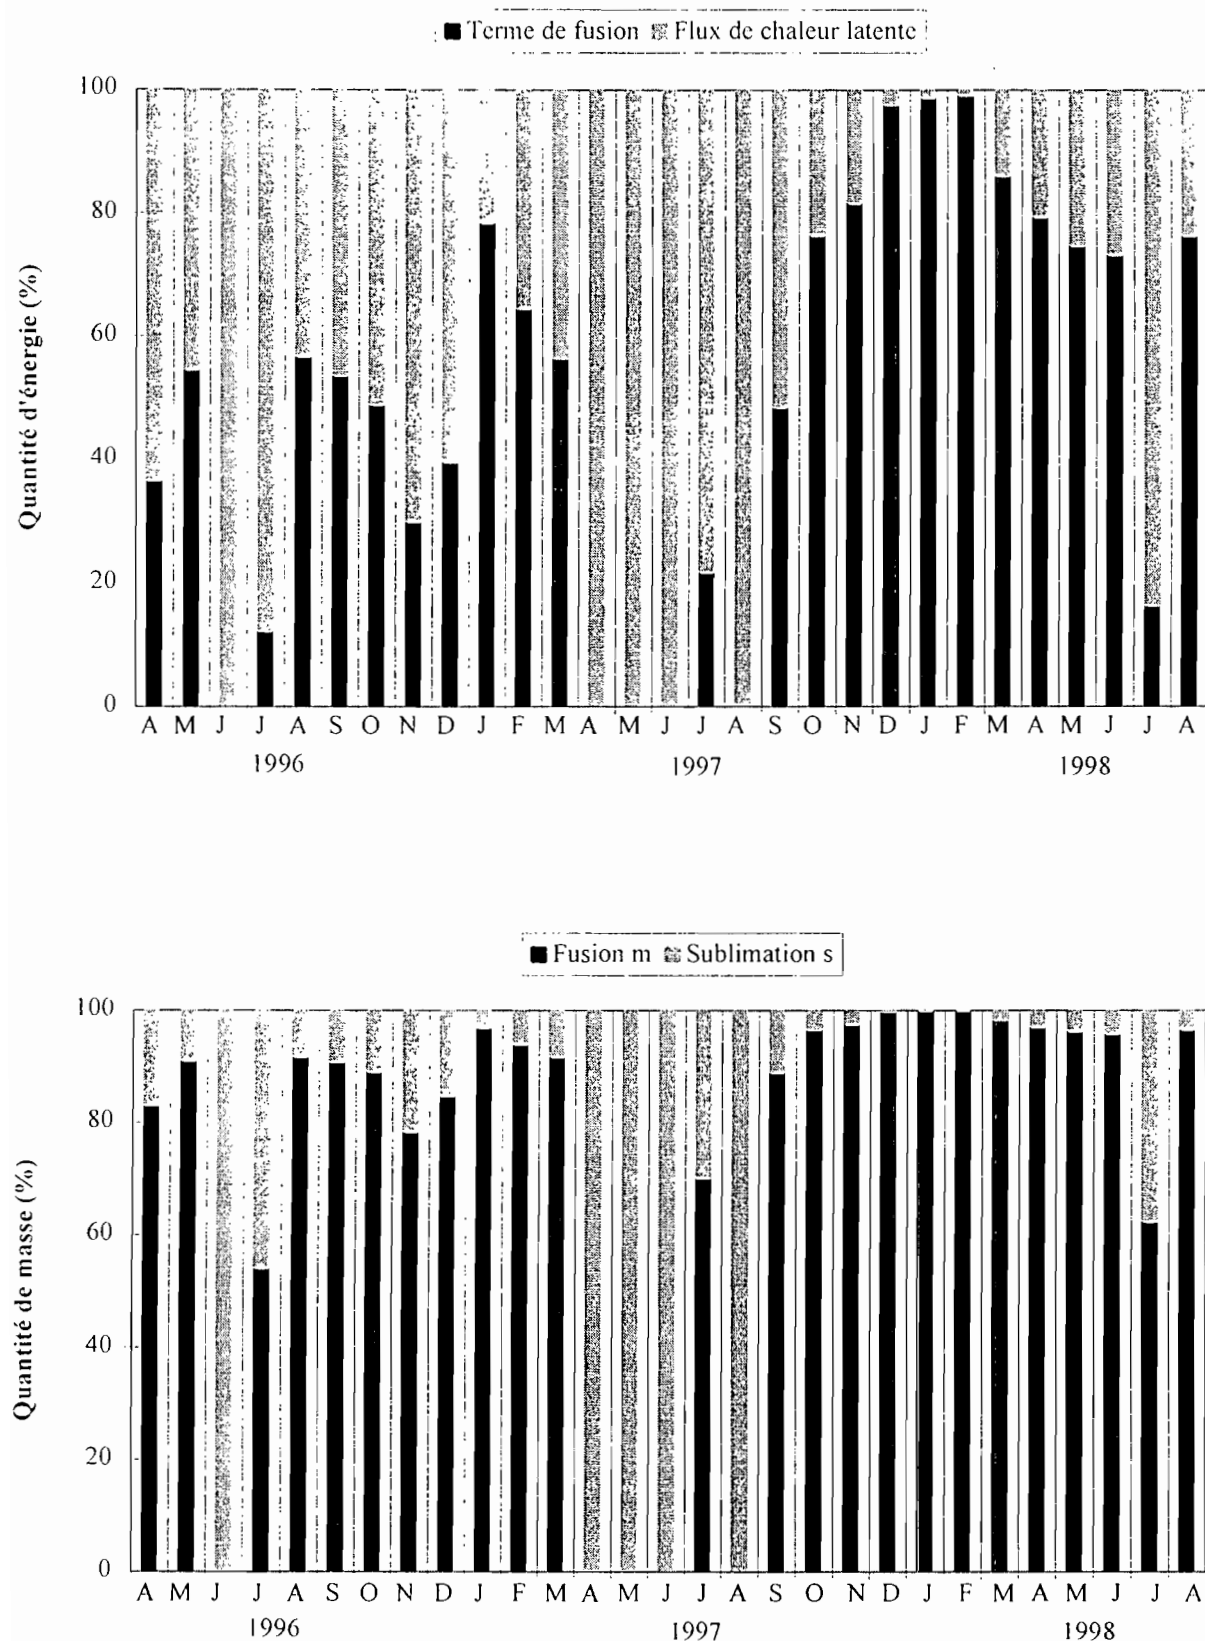 Terme de fusion Flux de chaleur latente
Quantité d'énergie (%)
100
80
60
40
20
0
A M J J A S O N D J F M A M J J A S O N D J F M A M J J A
1996 1997 1998
Fusion m Sublimation s
Quantité de masse (%)
100
80
60
40
20
0
A M J J A S O N D J F M A M J J A S O N D J F M A M J J A
1996 1997 1998